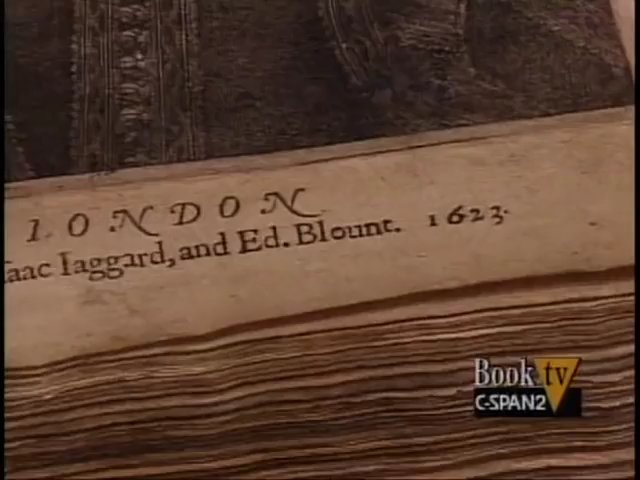 LONDON
aac Iaggard, and Ed. Blount. 1623.
Book tv
C-SPAN2